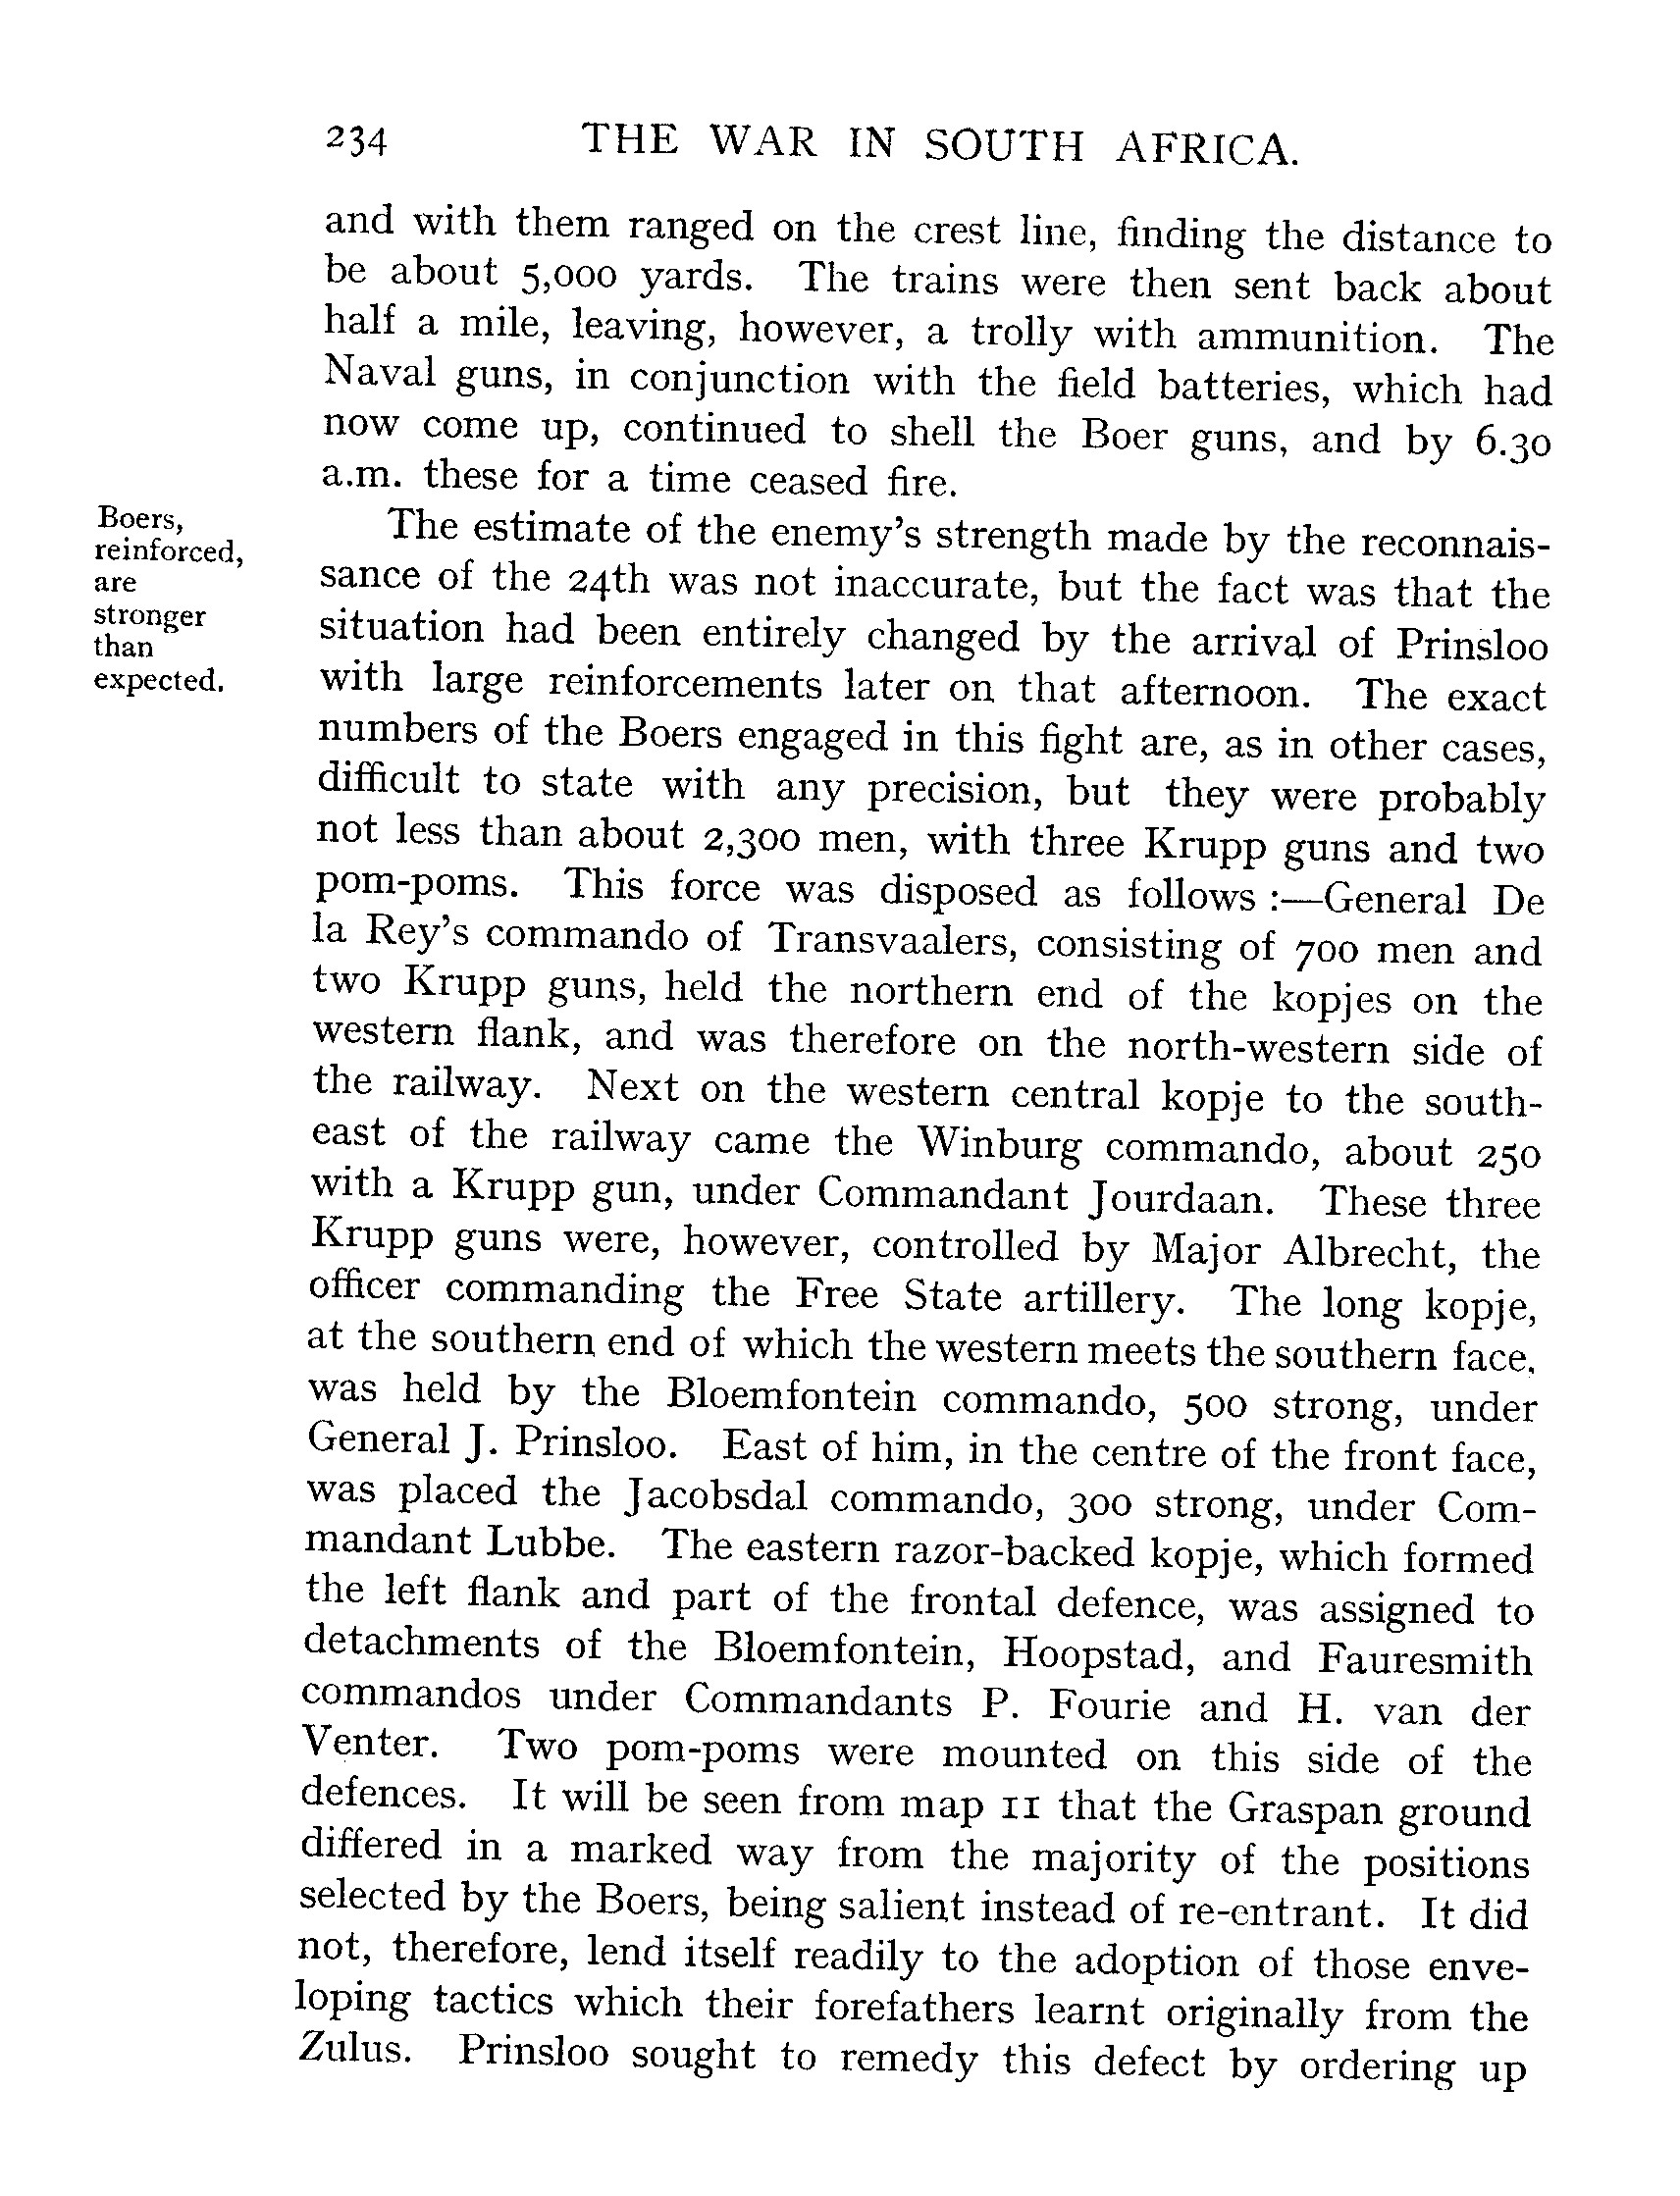 234 THE WAR IN SOUTH AFRICA.
and with them ranged on the crest line, finding the distance to
be about 5,000 yards. The trains were then sent back about
half a mile, leaving, however, a trolly with ammunition. The
Naval guns, in conjunction with the field batteries, which had
now come up, continued to shell the Boer guns, and by 6.30
a.m. these for a time ceased fire.
Boers,
reinforced,
are
stronger
than
expected.
The estimate of the enemy's strength made by the reconnais-
sance of the 24th was not inaccurate, but the fact was that the
situation had been entirely changed by the arrival of Prinsloo
with large reinforcements later on that afternoon. The exact
numbers of the Boers engaged in this fight are, as in other cases,
difficult to state with any precision, but they were probably
not less than about 2,300 men, with three Krupp guns and two
pom-poms. This force was disposed as follows :—General De
la Rey's commando of Transvaalers, consisting of 700 men and
two Krupp guns, held the northern end of the kopjes on the
western flank, and was therefore on the north-western side of
the railway. Next on the western central kopje to the south-
east of the railway came the Winburg commando, about 250
with a Krupp gun, under Commandant Jourdaan. These three
Krupp guns were, however, controlled by Major Albrecht, the
officer commanding the Free State artillery. The long kopje,
at the southern end of which the western meets the southern face,
was held by the Bloemfontein commando, 500 strong, under
General J. Prinsloo. East of him, in the centre of the front face,
was placed the Jacobsdal commando, 300 strong, under Com-
mandant Lubbe. The eastern razor-backed kopje, which formed
the left flank and part of the frontal defence, was assigned to
detachments of the Bloemfontein, Hoopstad, and Fauresmith
commandos under Commandants P. Fourie and H. van der
Venter. Two pom-poms were mounted on this side of the
defences. It will be seen from map 11 that the Graspan ground
differed in a marked way from the majority of the positions
selected by the Boers, being salient instead of re-entrant. It did
not, therefore, lend itself readily to the adoption of those enve-
loping tactics which their forefathers learnt originally from the
Zulus. Prinsloo sought to remedy this defect by ordering up